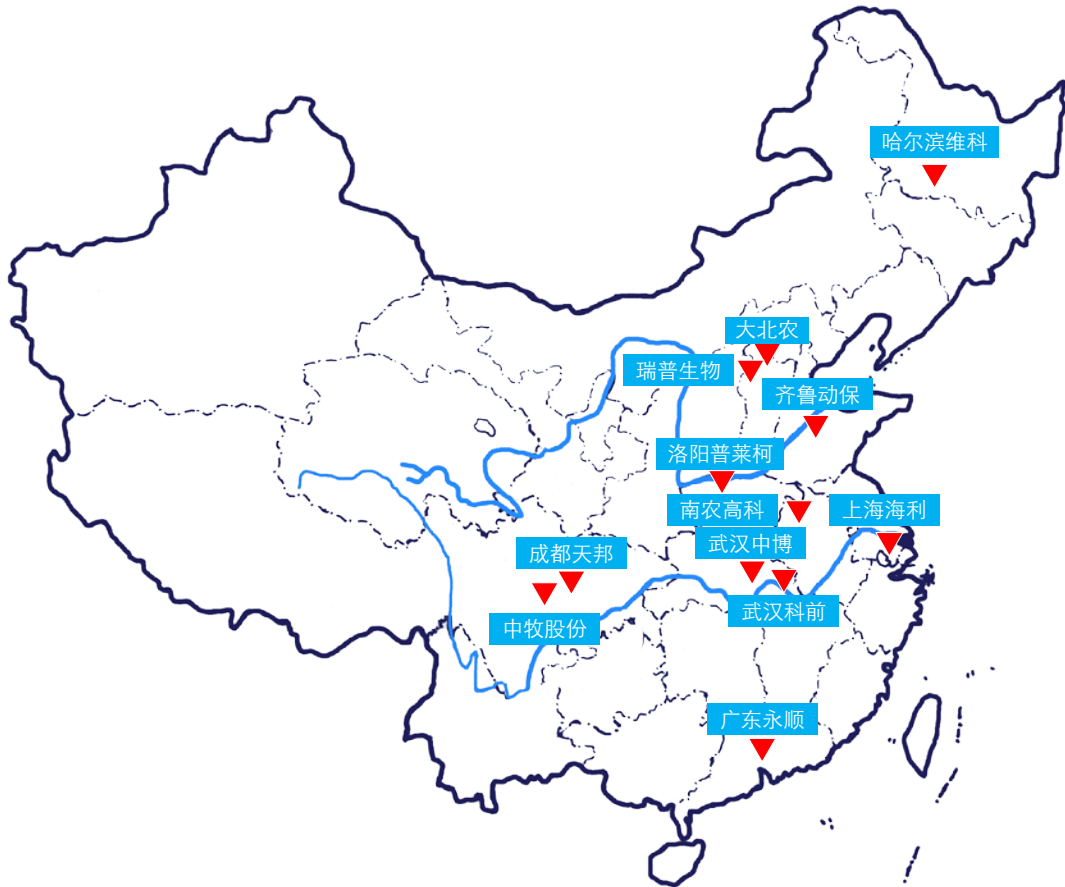 哈尔滨维科
大北农
瑞普生物
齐鲁动保
洛阳普莱柯
南农高科
上海海利
武汉中博
成都天邦
武汉科前
中牧股份
广东永顺